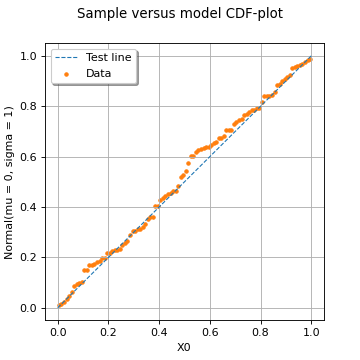 Sample versus model CDF-plot
Test line
Data
Normal(mu = 0, sigma = 1)
1.0
0.8
0.6
0.4
0.2
0.0
0.0 0.2 0.4 0.6 0.8 1.0
X0